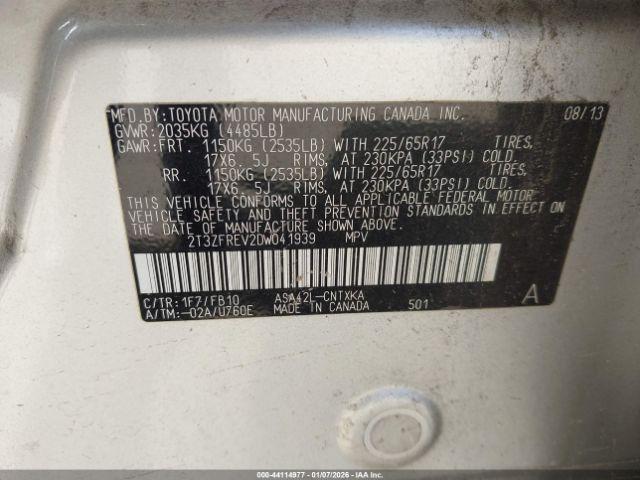 MFD.BY:TOYOTA MOTOR MANUFACTURING CANADA INC. 08/13
GVWR:2035KG (4485LB)
GAWR:FRT. 1150KG (2535LB) WITH 225/65R17 TIRES.
17X6.5J RIMS, AT 230KPA (33PSI) COLD.
RR. 1150KG (2535LB) WITH 225/65R17 TIRES.
17X6.5J RIMS, AT 230KPA (33PSI) COLD.
THIS VEHICLE CONFORMS TO ALL APPLICABLE FEDERAL MOTOR
VEHICLE SAFETY AND THEFT PREVENTION STANDARDS IN EFFECT ON
THE DATE OF MANUFACTURE SHOWN ABOVE.
2T3ZFREV2DW041939 MPV
C/TR: 1F7/FB10 ASA42L-CNTXKA A
A/TM:-02A/U760E MADE IN CANADA 501
000-44114977 - 01/07/2026 - IAAI.COM